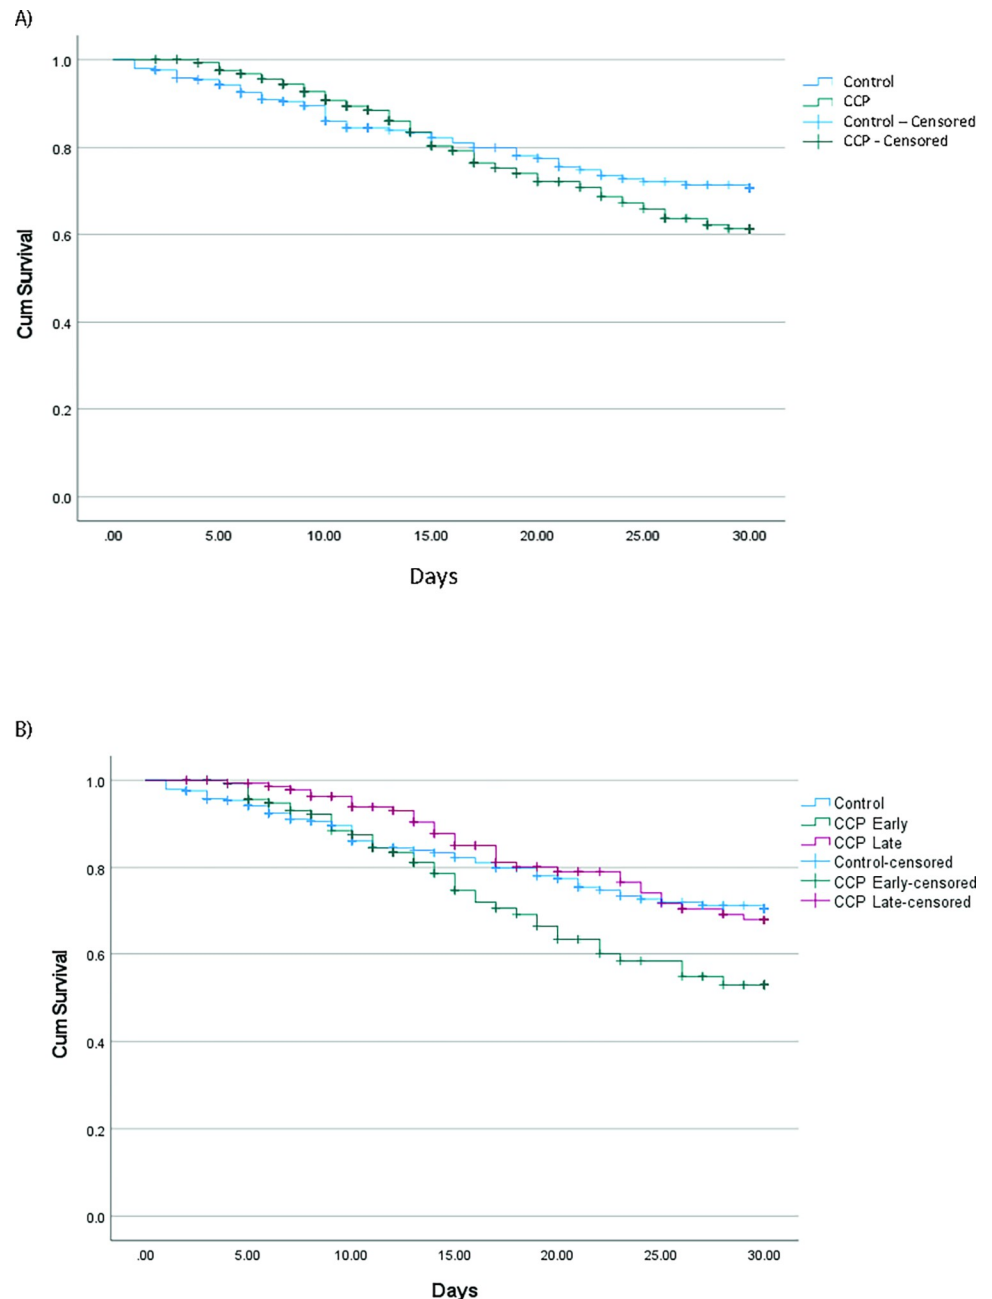 A)
1.0
0.8
0.6
0.4
0.2
0.0
Cum Survival
.00 5.00 10.00 15.00 20.00 25.00 30.00
Days
Control
CCP
Control – Censored
CCP - Censored
B)
1.0
0.8
0.6
0.4
0.2
0.0
Cum Survival
.00 5.00 10.00 15.00 20.00 25.00 30.00
Days
Control
CCP Early
CCP Late
Control-censored
CCP Early-censored
CCP Late-censored